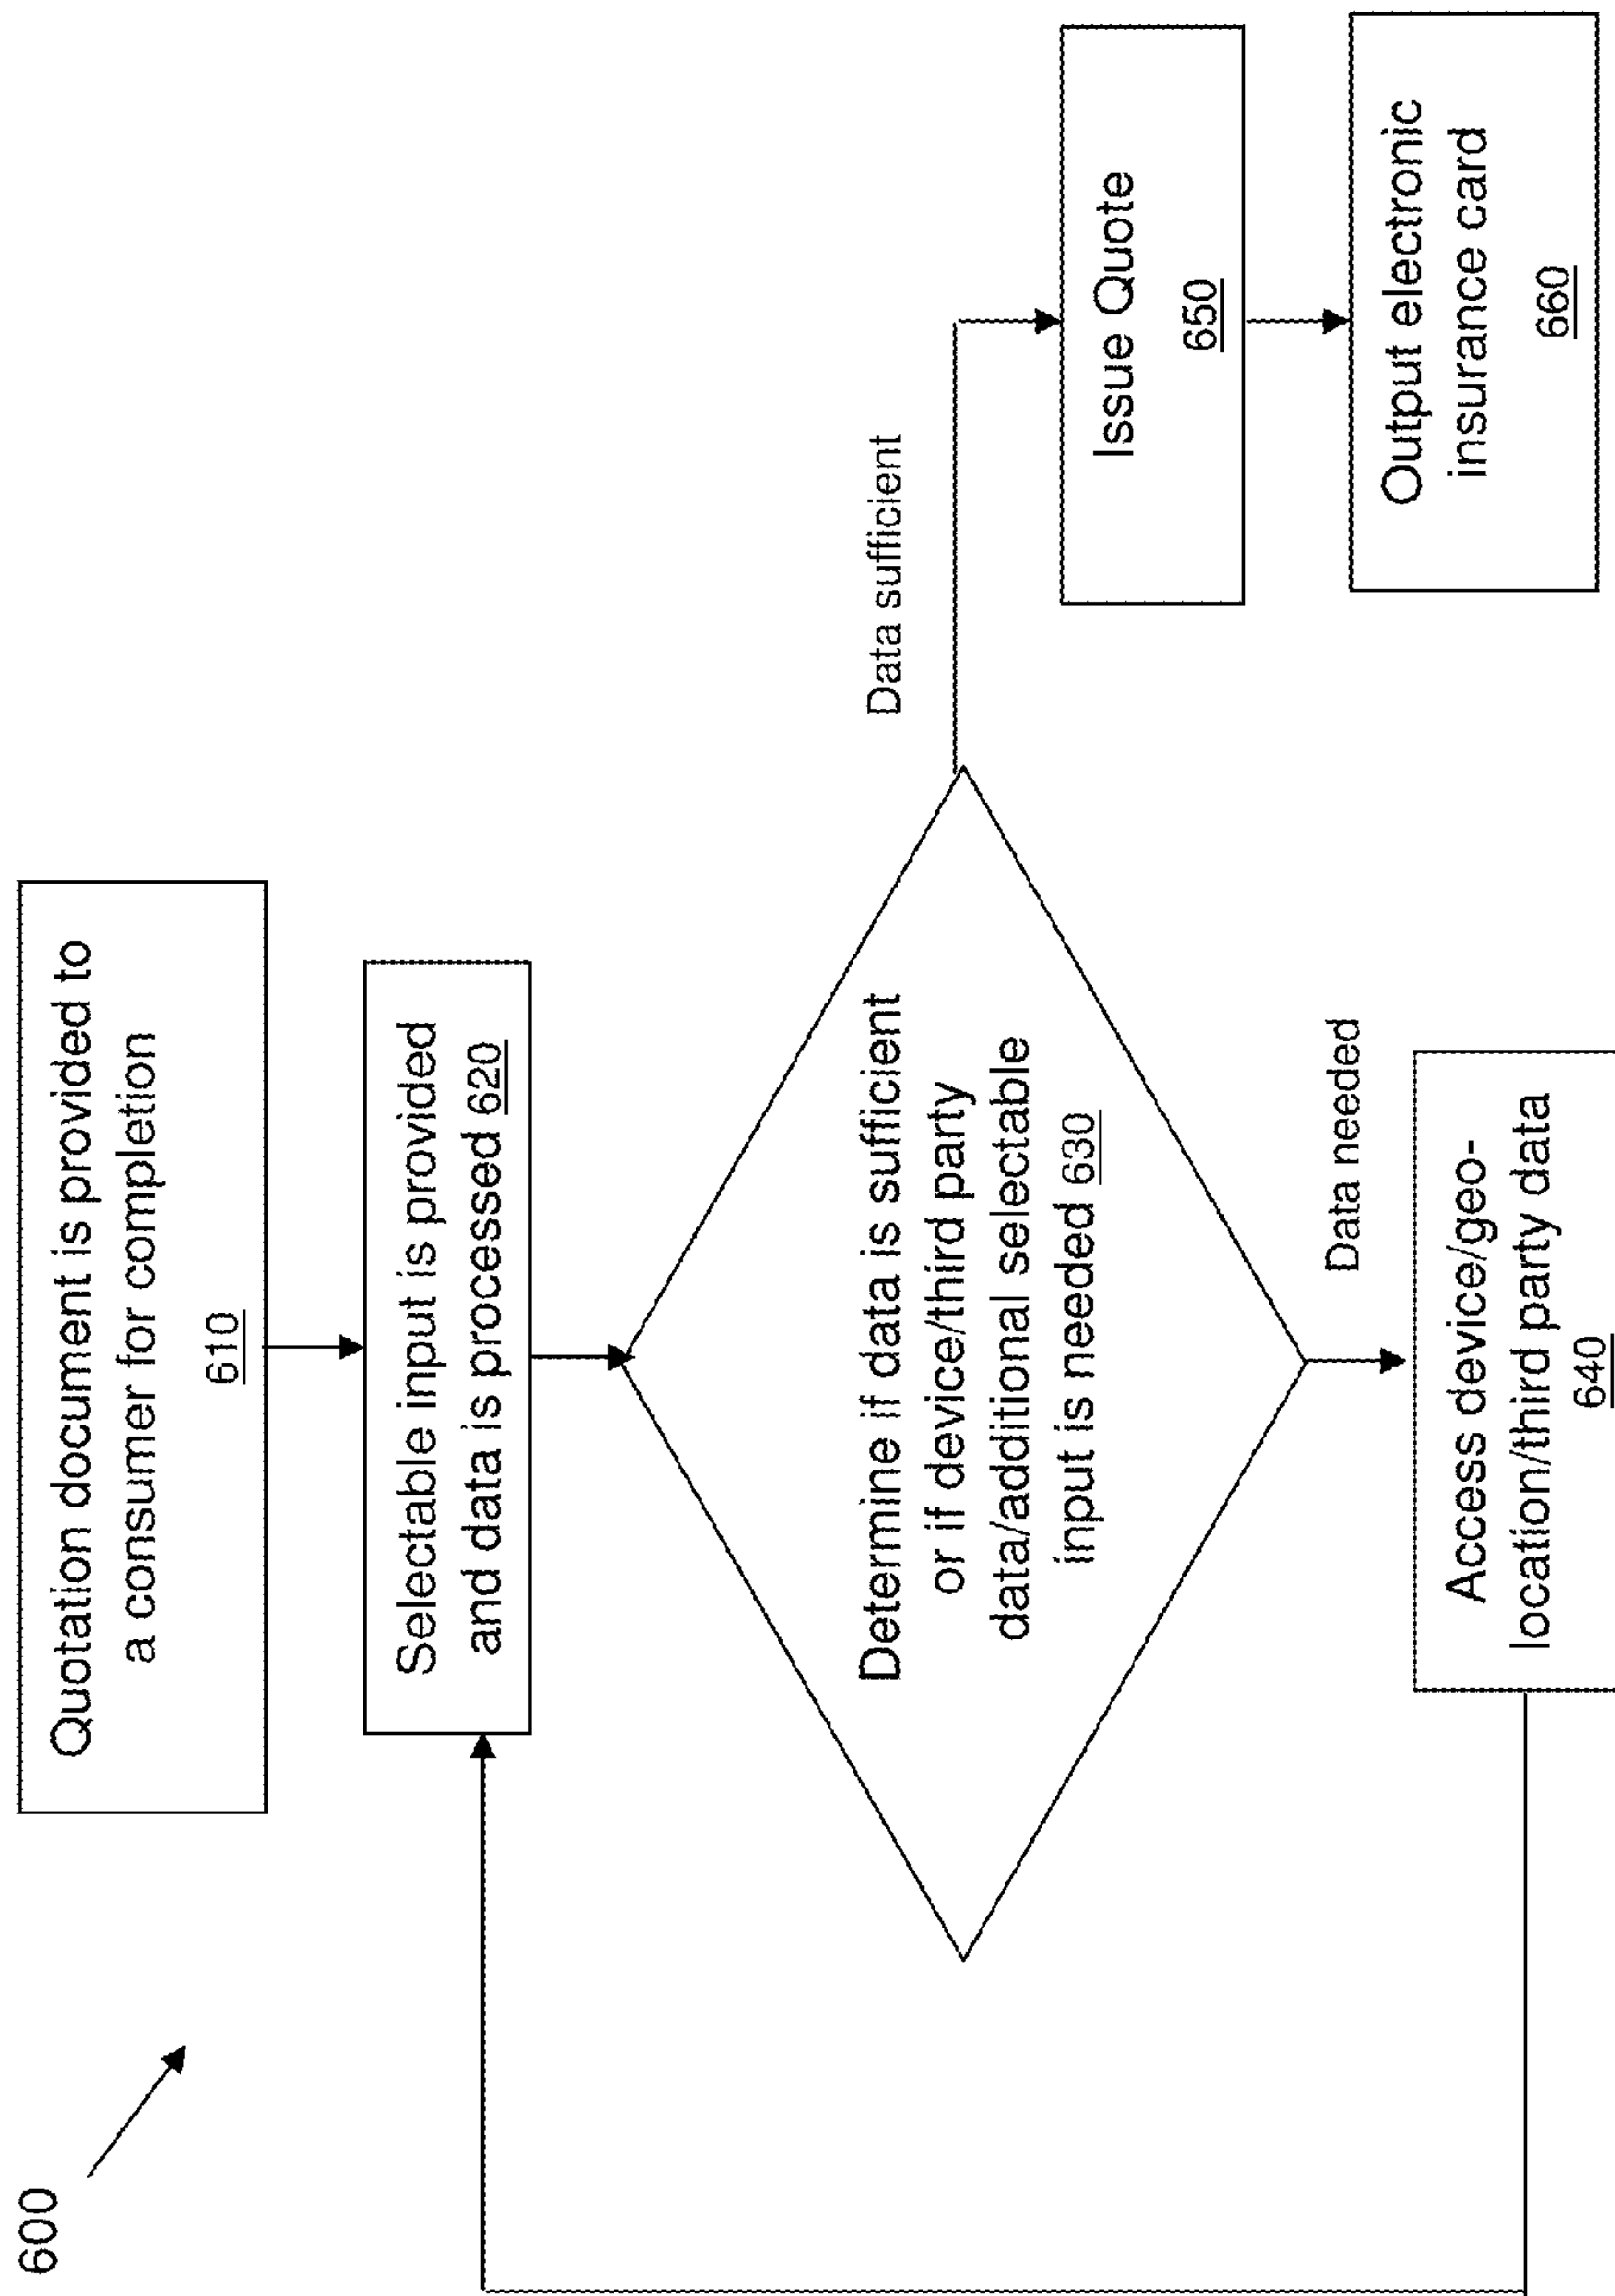 600
Quotation document is provided to
a consumer for completion
610
Selectable input is provided
and data is processed 620
Determine if data is sufficient
or if device/third party
data/additional selectable
input is needed 630
Data sufficient
Data needed
Access device/geo-
location/third party data
640
Issue Quote
650
Output electronic
insurance card
660